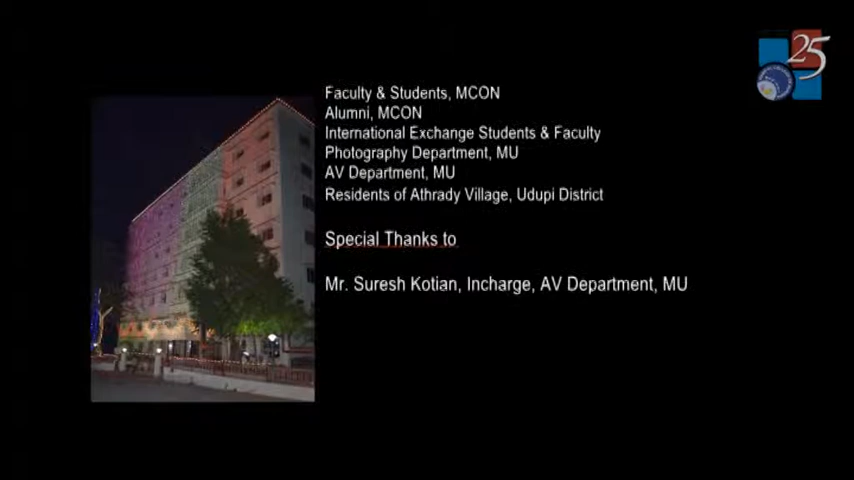 25
Faculty & Students, MCON
Alumni, MCON
International Exchange Students & Faculty
Photography Department, MU
AV Department, MU
Residents of Athrady Village, Udupi District
Special Thanks to
Mr. Suresh Kotian, Incharge, AV Department, MU